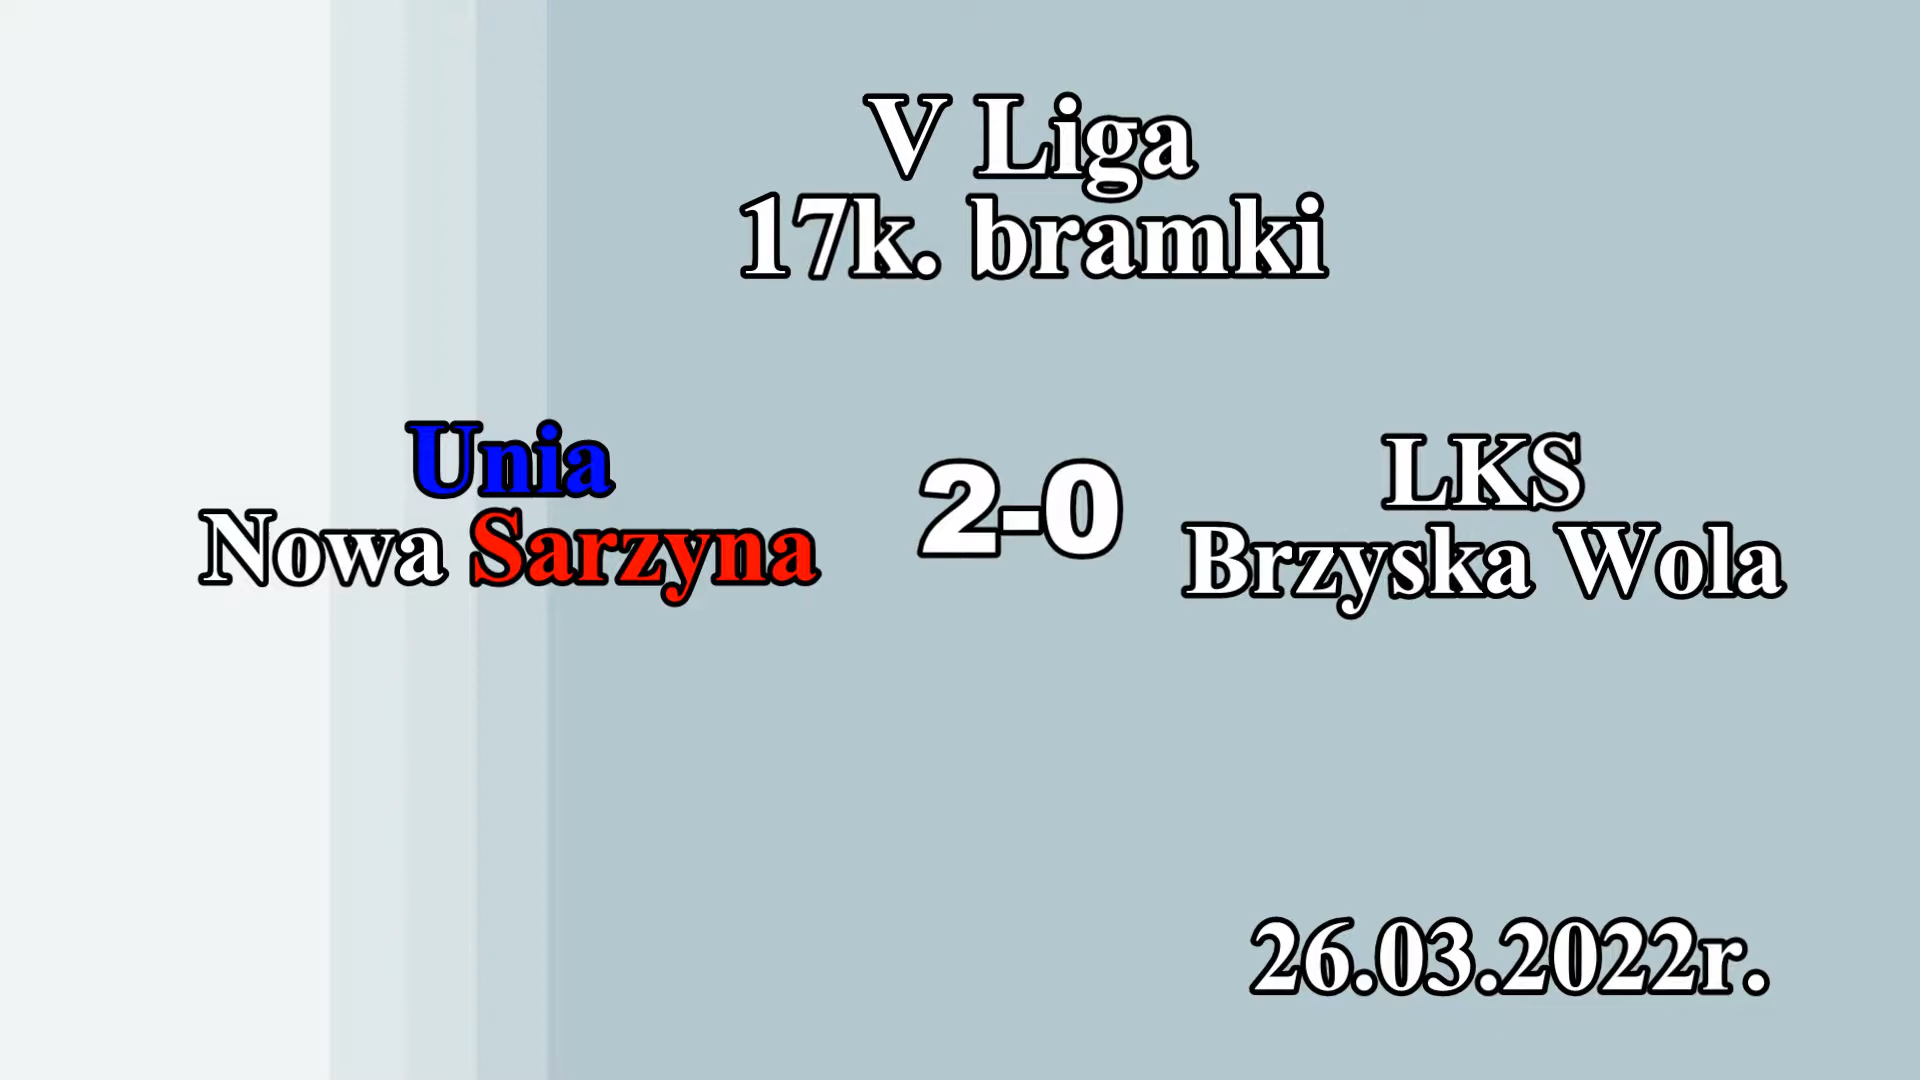 V Liga
17k. bramki
Unia
Nowa Sarzyna
2-0
LKS
Brzyska Wola
26.03.2022r.